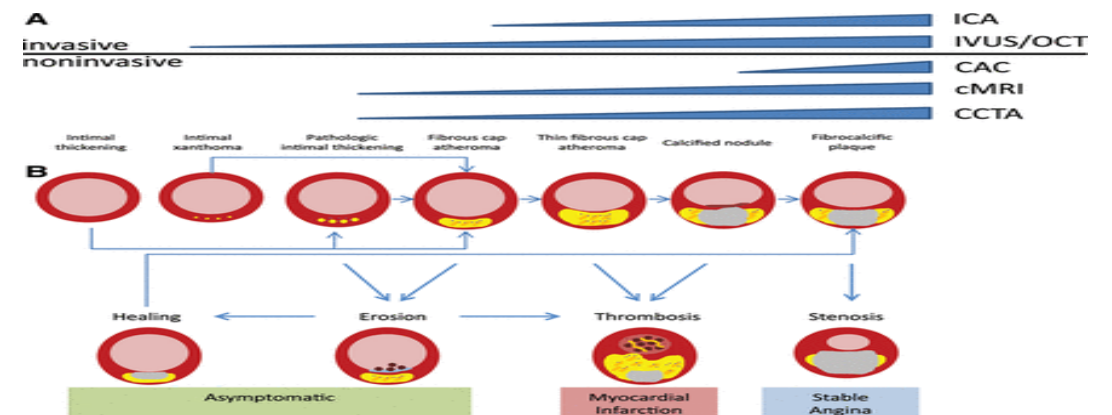 A
ICA
invasive
IVUS/OCT
noninvasive
CAC
cMRI
CCTA
Intimal
thickening
Intimal
xanthoma
Pathologic
intimal thickening
Fibrous cap
atheroma
Thin fibrous cap
atheroma
Calcified nodule
Fibrocalcific
plaque
B
Healing
Erosion
Thrombosis
Stenosis
Asymptomatic
Myocardial
Infarction
Stable
Angina